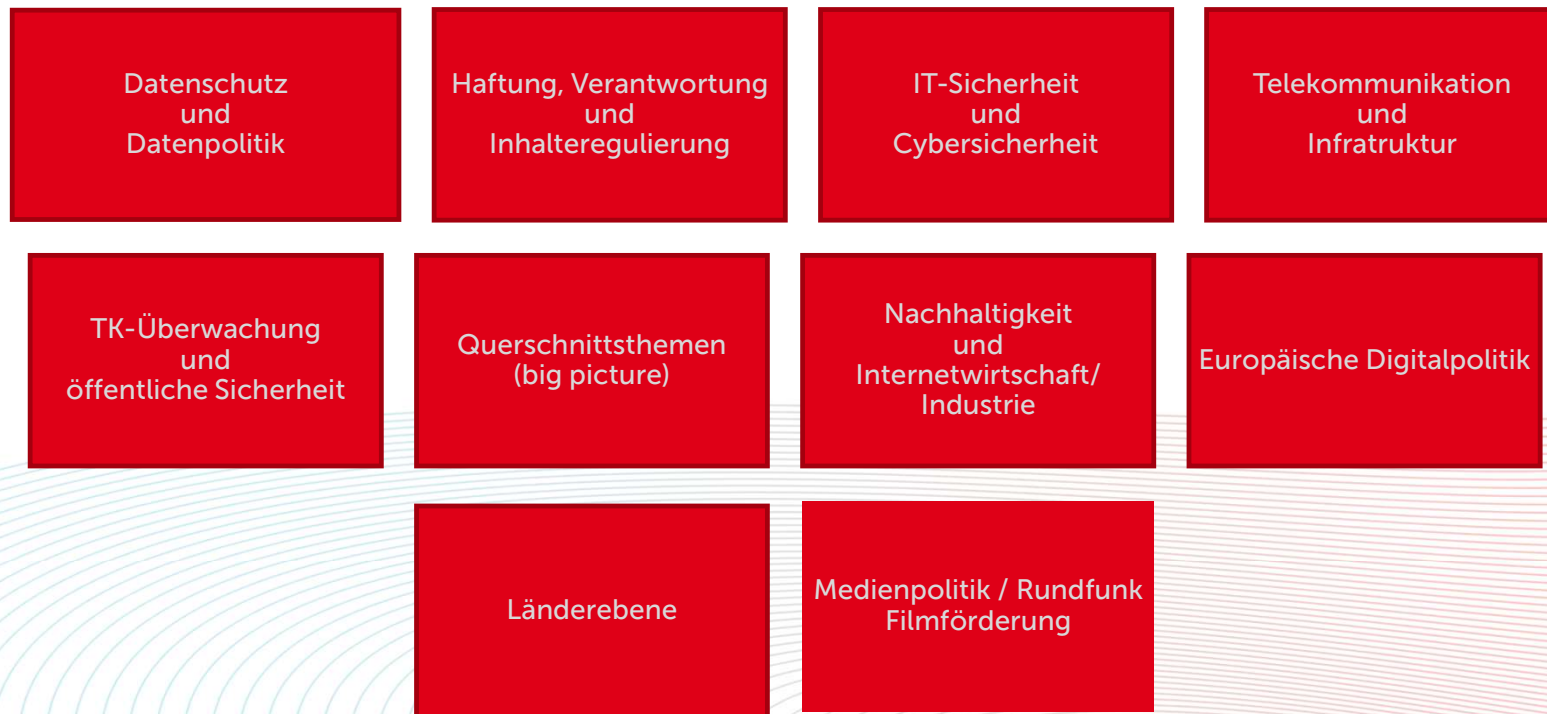 Datenschutz
und
Datenpolitik
Haftung, Verantwortung
und
Inhalteregulierung
IT-Sicherheit
und
Cybersicherheit
Telekommunikation
und
Infratruktur
TK-Überwachung
und
öffentliche Sicherheit
Querschnittsthemen
(big picture)
Nachhaltigkeit
und
Internetwirtschaft/
Industrie
Europäische Digitalpolitik
Länderebene
Medienpolitik / Rundfunk
Filmförderung